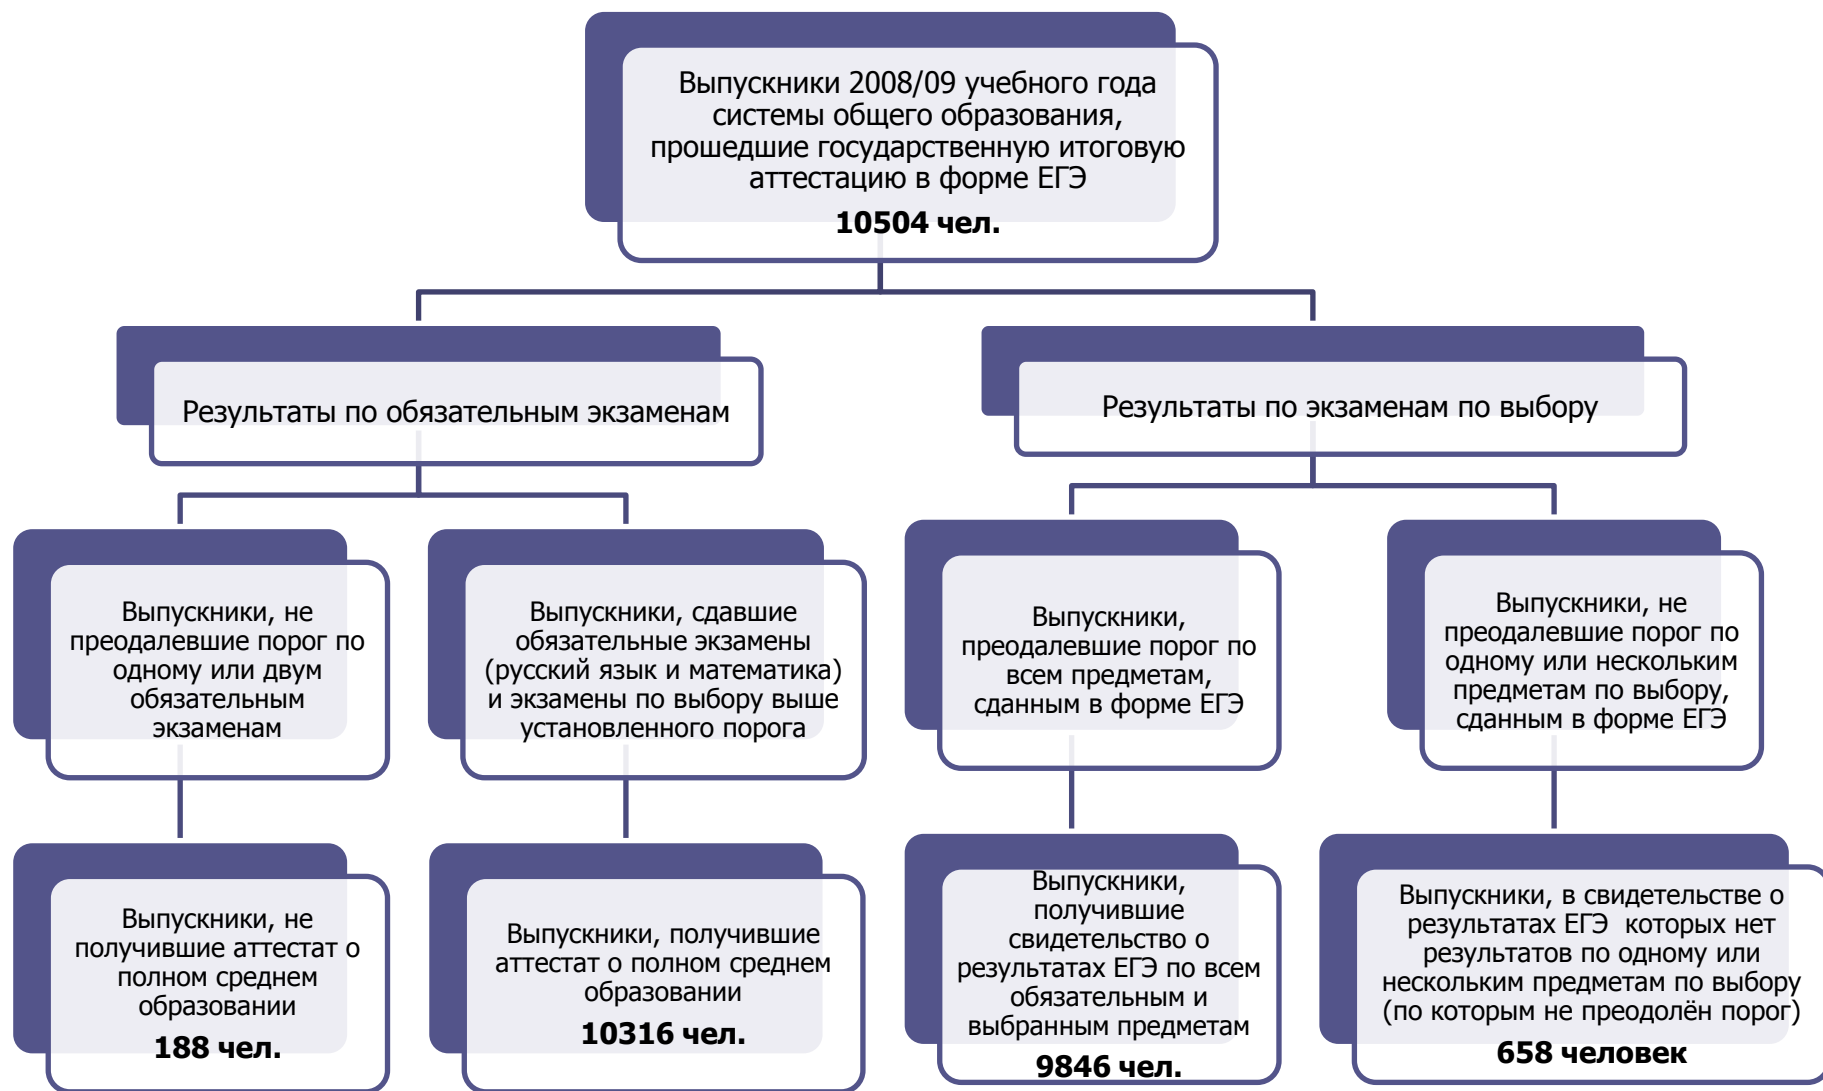 Выпускники 2008/09 учебного года
системы общего образования,
прошедшие государственную итоговую
аттестацию в форме ЕГЭ
10504 чел.
Результаты по обязательным экзаменам
Результаты по экзаменам по выбору
Выпускники, не
преодалевшие порог по
одному или двум
обязательным
экзаменам
Выпускники, сдавшие
обязательные экзамены
(русский язык и математика)
и экзамены по выбору выше
установленного порога
Выпускники,
преодалевшие порог по
всем предметам,
сданным в форме ЕГЭ
Выпускники, не
преодалевшие порог по
одному или нескольким
предметам по выбору,
сданным в форме ЕГЭ
Выпускники, не
получившие аттестат о
полном среднем
образовании
188 чел.
Выпускники, получившие
аттестат о полном среднем
образовании
10316 чел.
Выпускники,
получившие
свидетельство о
результатах ЕГЭ по всем
обязательным и
выбранным предметам
9846 чел.
Выпускники, в свидетельстве о
результатах ЕГЭ  которых нет
результатов по одному или
нескольким предметам по выбору
(по которым не преодолён порог)
658 человек